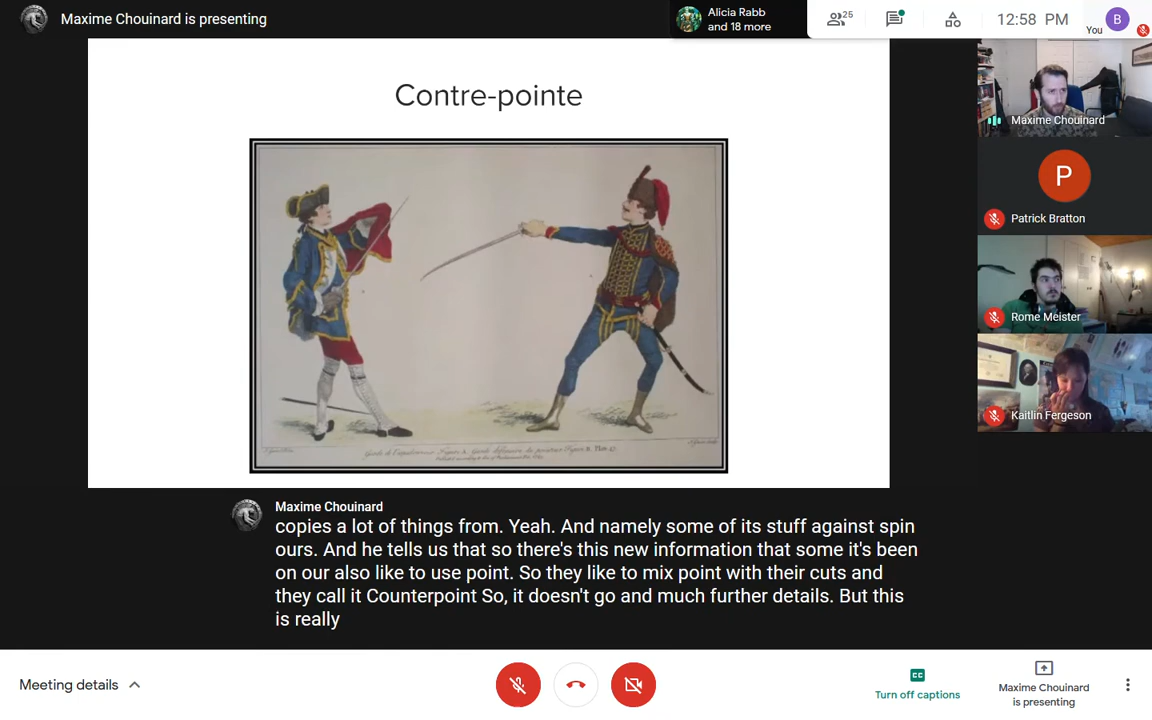 Maxime Chouinard is presenting
Alicia Rabb
and 18 more
25
12:58 PM
You
B
Contre-pointe
Maxime Chouinard
P
Patrick Bratton
Rome Meister
Kaitlin Fergeson
Maxime Chouinard
copies a lot of things from. Yeah. And namely some of its stuff against spin
ours. And he tells us that so there's this new information that some it's been
on our also like to use point. So they like to mix point with their cuts and
they call it Counterpoint So, it doesn't go and much further details. But this
is really
Meeting details
CC
Turn off captions
Maxime Chouinard
is presenting